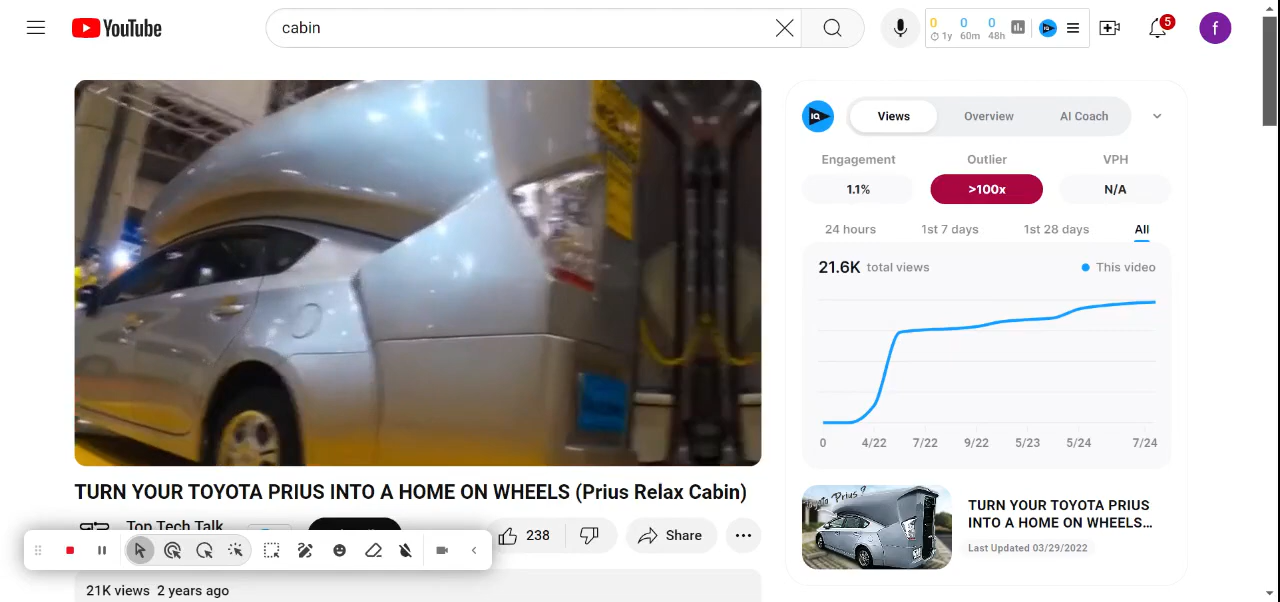 YouTube
cabin
0 0 0
1y 60m 48h
5
f
IQ
Views Overview AI Coach
Engagement Outlier VPH
1.1% >100x N/A
24 hours 1st 7 days 1st 28 days All
21.6K total views This video
0 4/22 7/22 9/22 5/23 5/24 7/24
TURN YOUR TOYOTA PRIUS INTO A HOME ON WHEELS (Prius Relax Cabin)
Top Tech Talk
238 Share
21K views 2 years ago
Toyota Prius?
TURN YOUR TOYOTA PRIUS
INTO A HOME ON WHEELS...
Last Updated 03/29/2022